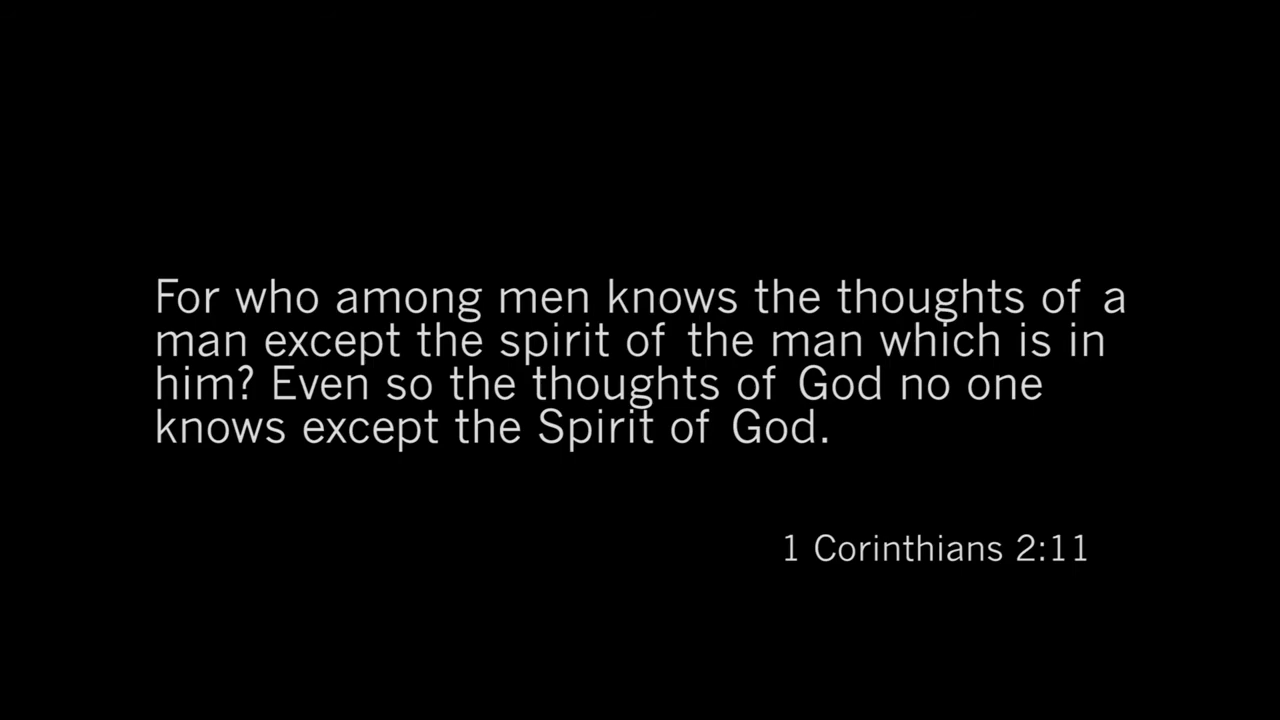 For who among men knows the thoughts of a
man except the spirit of the man which is in
him? Even so the thoughts of God no one
knows except the Spirit of God.
1 Corinthians 2:11